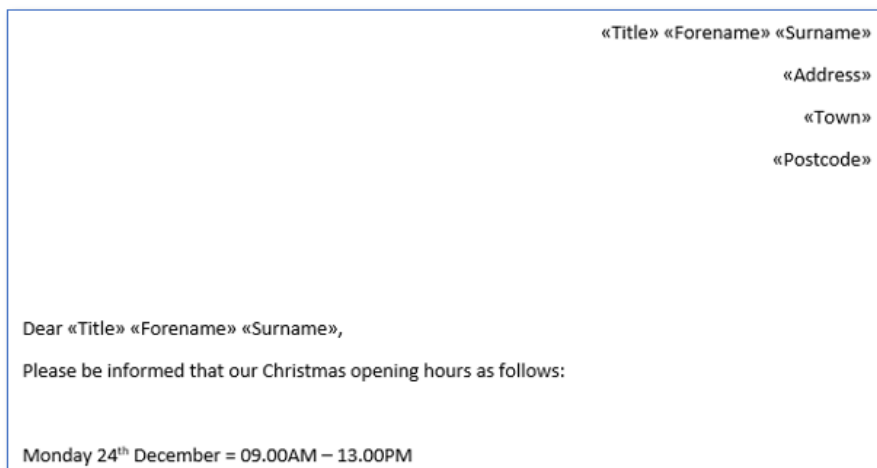 «Title» «Forename» «Surname»
«Address»
«Town»
«Postcode»
Dear «Title» «Forename» «Surname»,
Please be informed that our Christmas opening hours as follows:
Monday 24th December = 09.00AM – 13.00PM